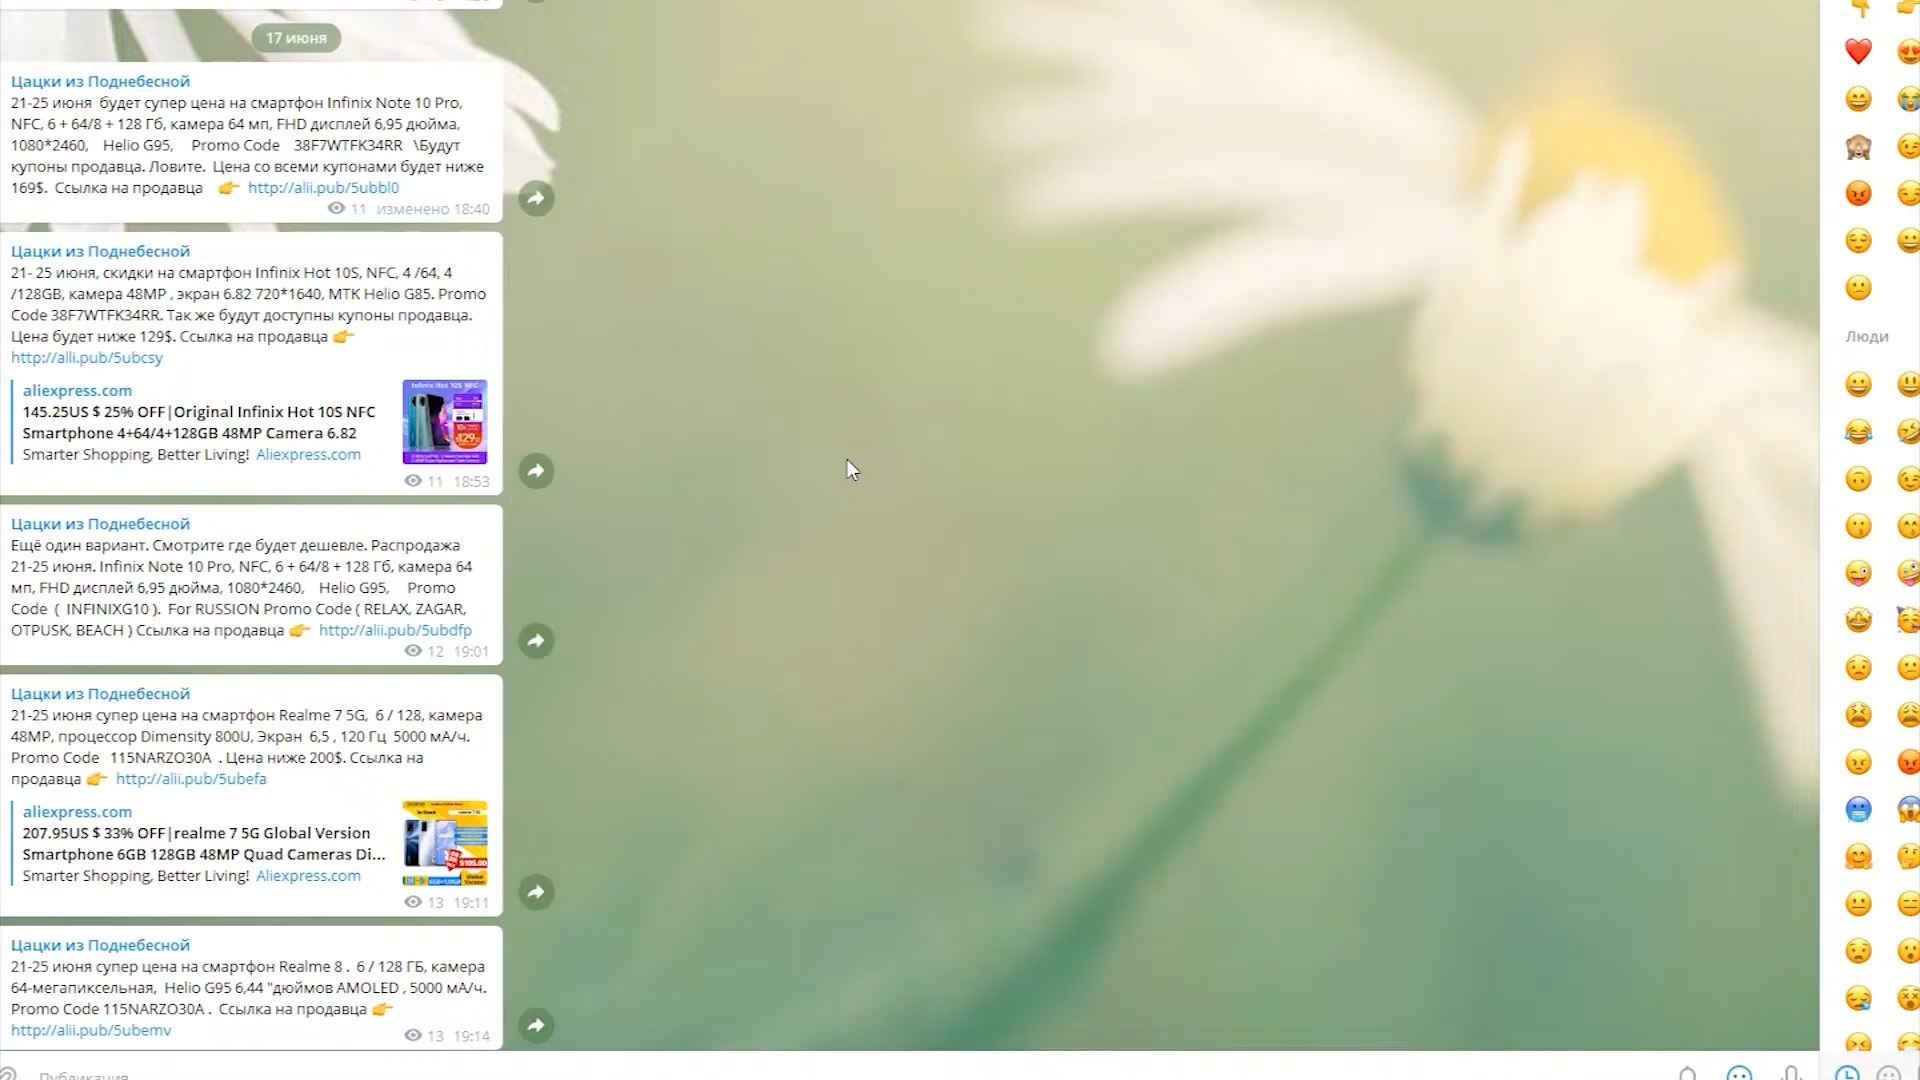 17 июня
Цацки из Поднебесной
21-25 июня будет супер цена на смартфон Infinix Note 10 Pro,
NFC, 6 + 64/8 + 128 Гб, камера 64 мп, FHD дисплей 6,95 дюйма,
1080*2460, Helio G95, Promo Code 38F7WTFK34RR \Будут
купоны продавца. Ловите. Цена со всеми купонами будет ниже
169$. Ссылка на продавца 👉 http://alii.pub/5ubbl0
11 изменено 18:40
Цацки из Поднебесной
21- 25 июня, скидки на смартфон Infinix Hot 10S, NFC, 4 /64, 4
/128GB, камера 48MP , экран 6.82 720*1640, MTK Helio G85. Promo
Code 38F7WTFK34RR. Так же будут доступны купоны продавца.
Цена будет ниже 129$. Ссылка на продавца 👉
http://alli.pub/5ubcsy
aliexpress.com
145.25US $ 25% OFF|Original Infinix Hot 10S NFC
Smartphone 4+64/4+128GB 48MP Camera 6.82
Smarter Shopping, Better Living! Aliexpress.com
Infinix Hot 10S NFC
11 18:53
Цацки из Поднебесной
Ещё один вариант. Смотрите где будет дешевле. Распродажа
21-25 июня. Infinix Note 10 Pro, NFC, 6 + 64/8 + 128 Гб, камера 64
мп, FHD дисплей 6,95 дюйма, 1080*2460, Helio G95, Promo
Code ( INFINIXG10 ). For RUSSION Promo Code ( RELAX, ZAGAR,
OTPUSK, BEACH ) Ссылка на продавца 👉 http://alii.pub/5ubdfp
12 19:01
Цацки из Поднебесной
21-25 июня супер цена на смартфон Realme 7 5G, 6 / 128, камера
48MP, процессор Dimensity 800U, Экран 6,5 , 120 Гц 5000 мА/ч.
Promo Code 115NARZO30A . Цена ниже 200$. Ссылка на
продавца 👉 http://alii.pub/5ubefa
aliexpress.com
207.95US $ 33% OFF|realme 7 5G Global Version
Smartphone 6GB 128GB 48MP Quad Cameras Di...
Smarter Shopping, Better Living! Aliexpress.com
13 19:11
Цацки из Поднебесной
21-25 июня супер цена на смартфон Realme 8 . 6 / 128 ГБ, камера
64-мегапиксельная, Helio G95 6,44 "дюймов AMOLED , 5000 мА/ч.
Promo Code 115NARZO30A . Ссылка на продавца 👉
http://alii.pub/5ubemv
13 19:14
Публикация
Люди